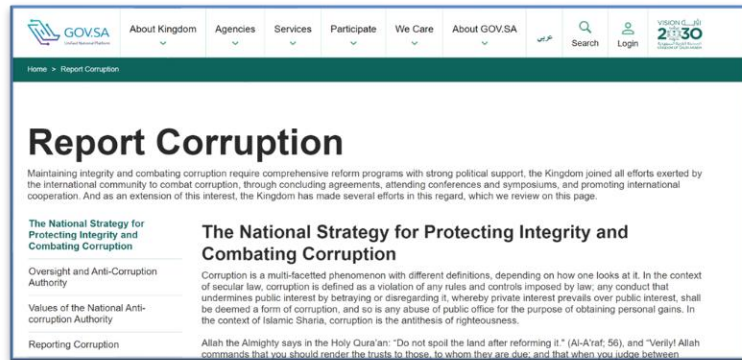 GOV.SA
Unified National Platform
About Kingdom
Agencies
Services
Participate
We Care
About GOV.SA
عربي
Search
Login
VISION رؤيــة
2030
Home > Report Corruption
Report Corruption
Maintaining integrity and combating corruption require comprehensive reform programs with strong political support, the Kingdom joined all efforts exerted by
the international community to combat corruption, through concluding agreements, attending conferences and symposiums, and promoting international
cooperation. And as an extension of this interest, the Kingdom has made several efforts in this regard, which we review on this page.
The National Strategy for
Protecting Integrity and
Combating Corruption
Oversight and Anti-Corruption
Authority
Values of the National Anti-
corruption Authority
Reporting Corruption
The National Strategy for Protecting Integrity and
Combating Corruption
Corruption is a multi-facetted phenomenon with different definitions, depending on how one looks at it. In the context
of secular law, corruption is defined as a violation of any rules and controls imposed by law; any conduct that
undermines public interest by betraying or disregarding it, whereby private interest prevails over public interest, shall
be deemed a form of corruption, and so is any abuse of public office for the purpose of obtaining personal gains. In
the context of Islamic Sharia, corruption is the antithesis of righteousness.
Allah the Almighty says in the Holy Qura'an: "Do not spoil the land after reforming it." (Al-A'raf; 56), and "Verily! Allah
commands that you should render the trusts to those, to whom they are due; and that when you judge between